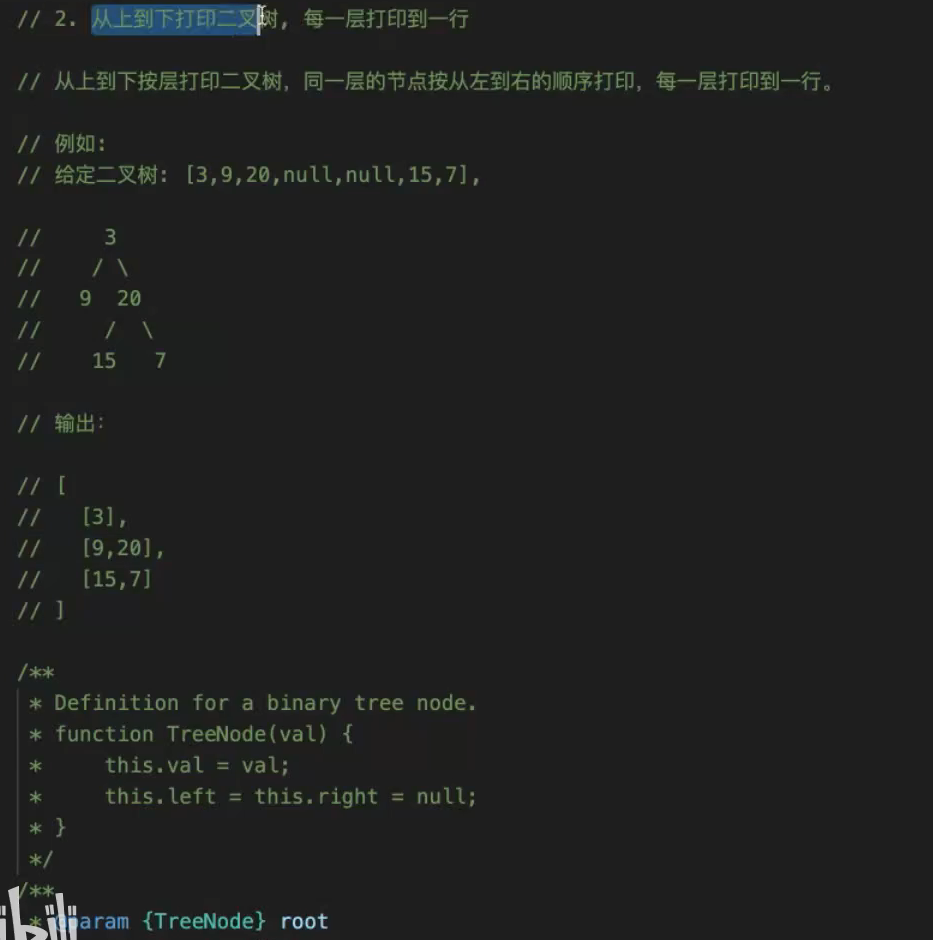 // 2. 从上到下打印二叉树, 每一层打印到一行
// 从上到下按层打印二叉树，同一层的节点按从左到右的顺序打印，每一层打印到一行。
// 例如:
// 给定二叉树: [3,9,20,null,null,15,7],
//     3
//    / \
//   9  20
//     /  \
//    15   7
// 输出:
// [
//   [3],
//   [9,20],
//   [15,7]
// ]
/**
 * Definition for a binary tree node.
 * function TreeNode(val) {
 *     this.val = val;
 *     this.left = this.right = null;
 * }
 */
/**
 * @param {TreeNode} root